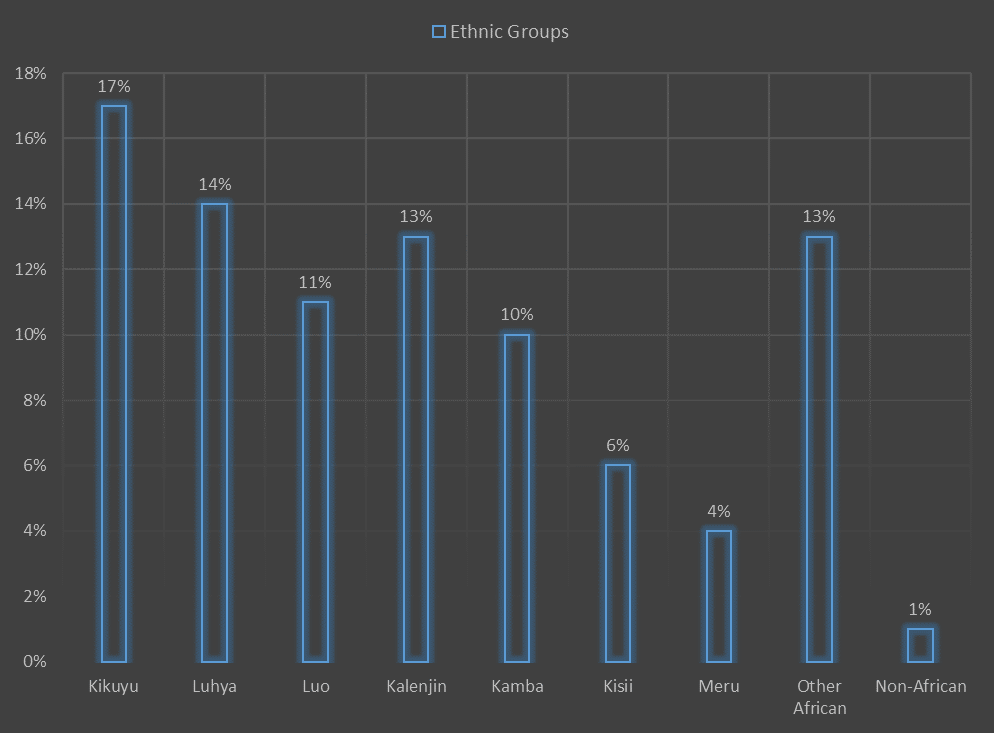 Ethnic Groups
18%
16%
14%
12%
10%
8%
6%
4%
2%
0%
17%
14%
11%
13%
10%
6%
4%
13%
1%
Kikuyu
Luhya
Luo
Kalenjin
Kamba
Kisii
Meru
Other
African
Non-African